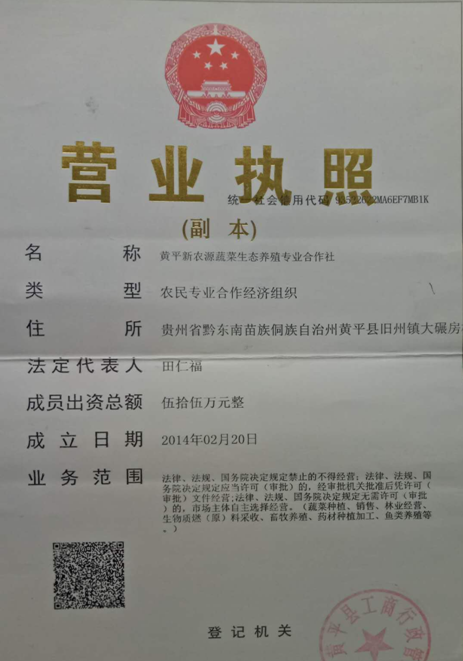 营业执照
统一社会信用代码
(副 本)
名 称 黄平新农源蔬菜生态养殖专业合作社
类 型 农民专业合作经济组织
住 所 贵州省黔东南苗族侗族自治州黄平县旧州镇大碾房
法定代表人 田仁福
成员出资总额 伍拾伍万元整
成立日期 2014年02月20日
业务范围 法律、法规、国务院决定规定禁止的不得经营；法律、法规、国
务院决定规定应当许可（审批）的，经审批机关批准后凭许可（
审批）文件经营;法律、法规、国务院决定规定无需许可（审批
）的，市场主体自主选择经营。（蔬菜种植、销售、林业经营、
生物质燃（原）料采收、畜牧养殖、药材种植加工、鱼类养殖等
。）
登记机关
黄平县工商行政管